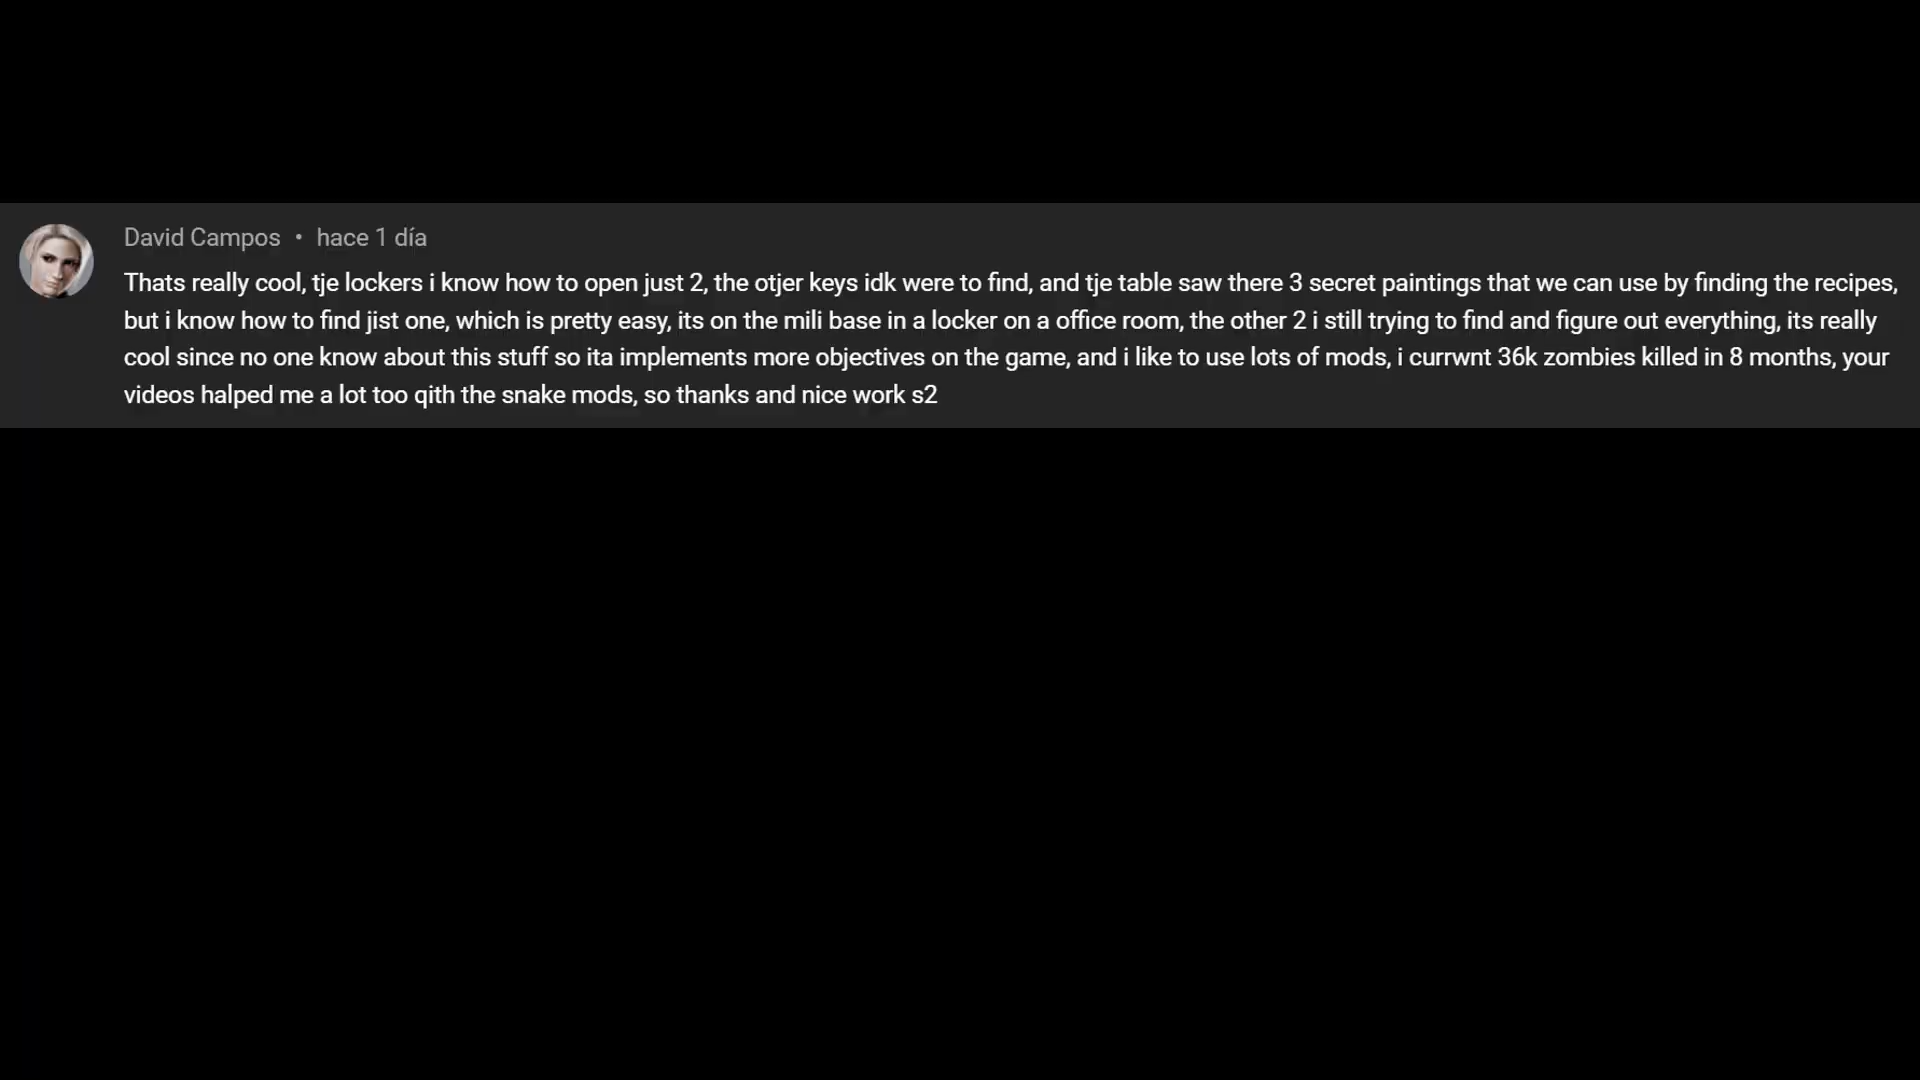 David Campos • hace 1 día
Thats really cool, tje lockers i know how to open just 2, the otjer keys idk were to find, and tje table saw there 3 secret paintings that we can use by finding the recipes,
but i know how to find jist one, which is pretty easy, its on the mili base in a locker on a office room, the other 2 i still trying to find and figure out everything, its really
cool since no one know about this stuff so ita implements more objectives on the game, and i like to use lots of mods, i currwnt 36k zombies killed in 8 months, your
videos halped me a lot too qith the snake mods, so thanks and nice work s2